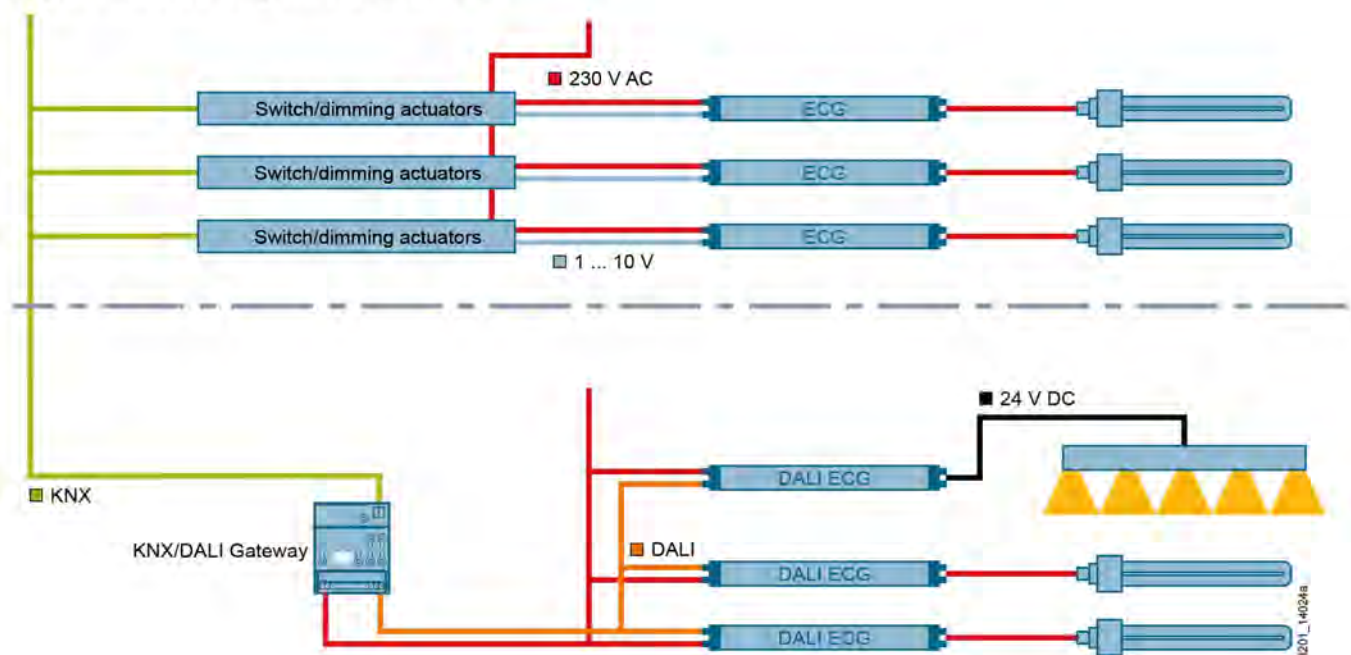 230 V AC
Switch/dimming actuators
ECG
Switch/dimming actuators
ECG
Switch/dimming actuators
ECG
1 ... 10 V
24 V DC
DALI ECG
KNX
KNX/DALI Gateway
DALI
DALI ECG
DALI ECG
I201_14024a